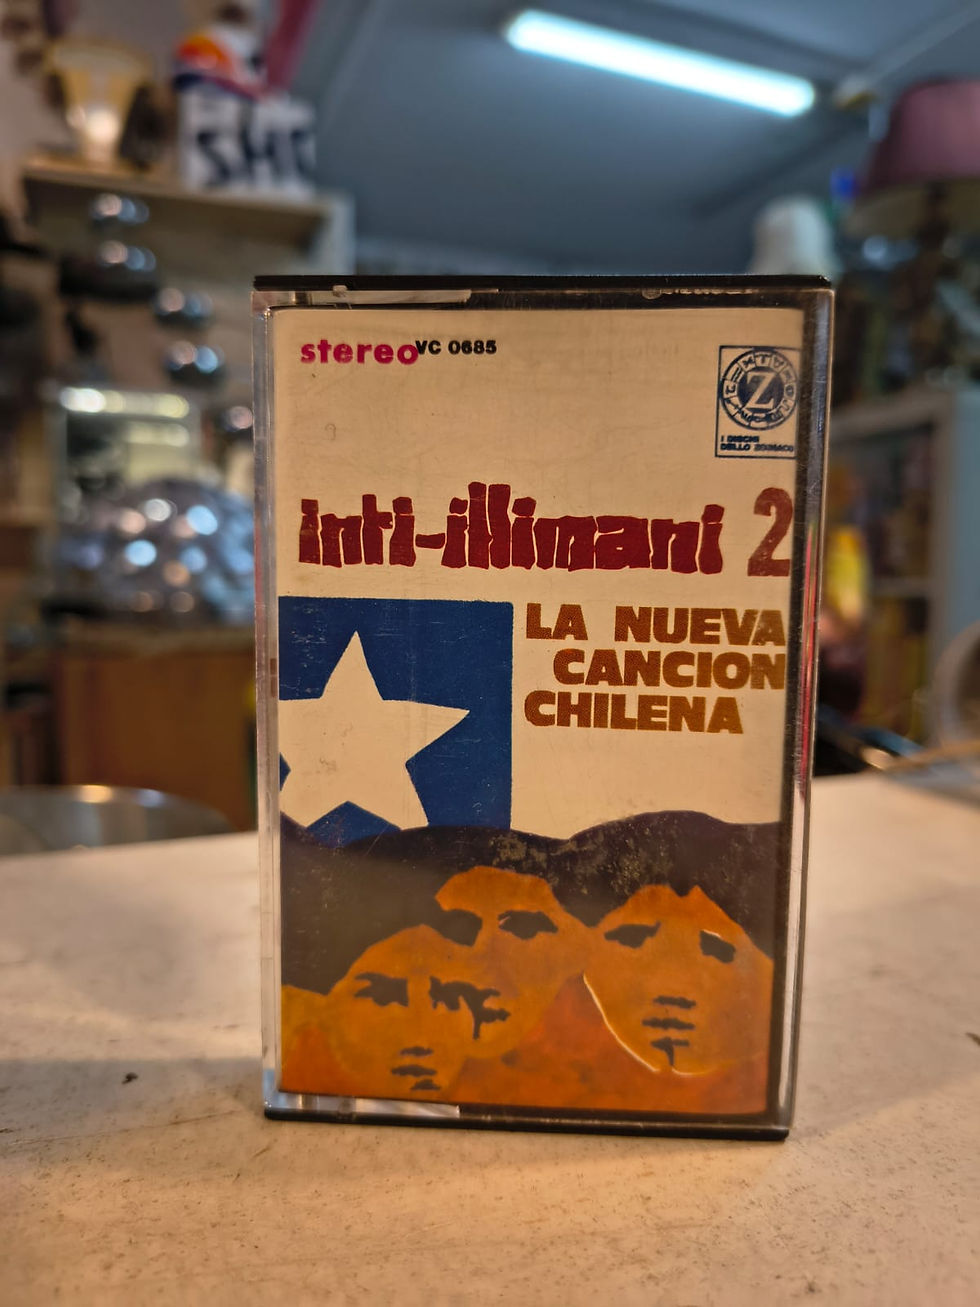 stereo VC 0685
Z
I DISCHI
DELLO ZODIACO
inti-illimani 2
LA NUEVA
CANCION
CHILENA